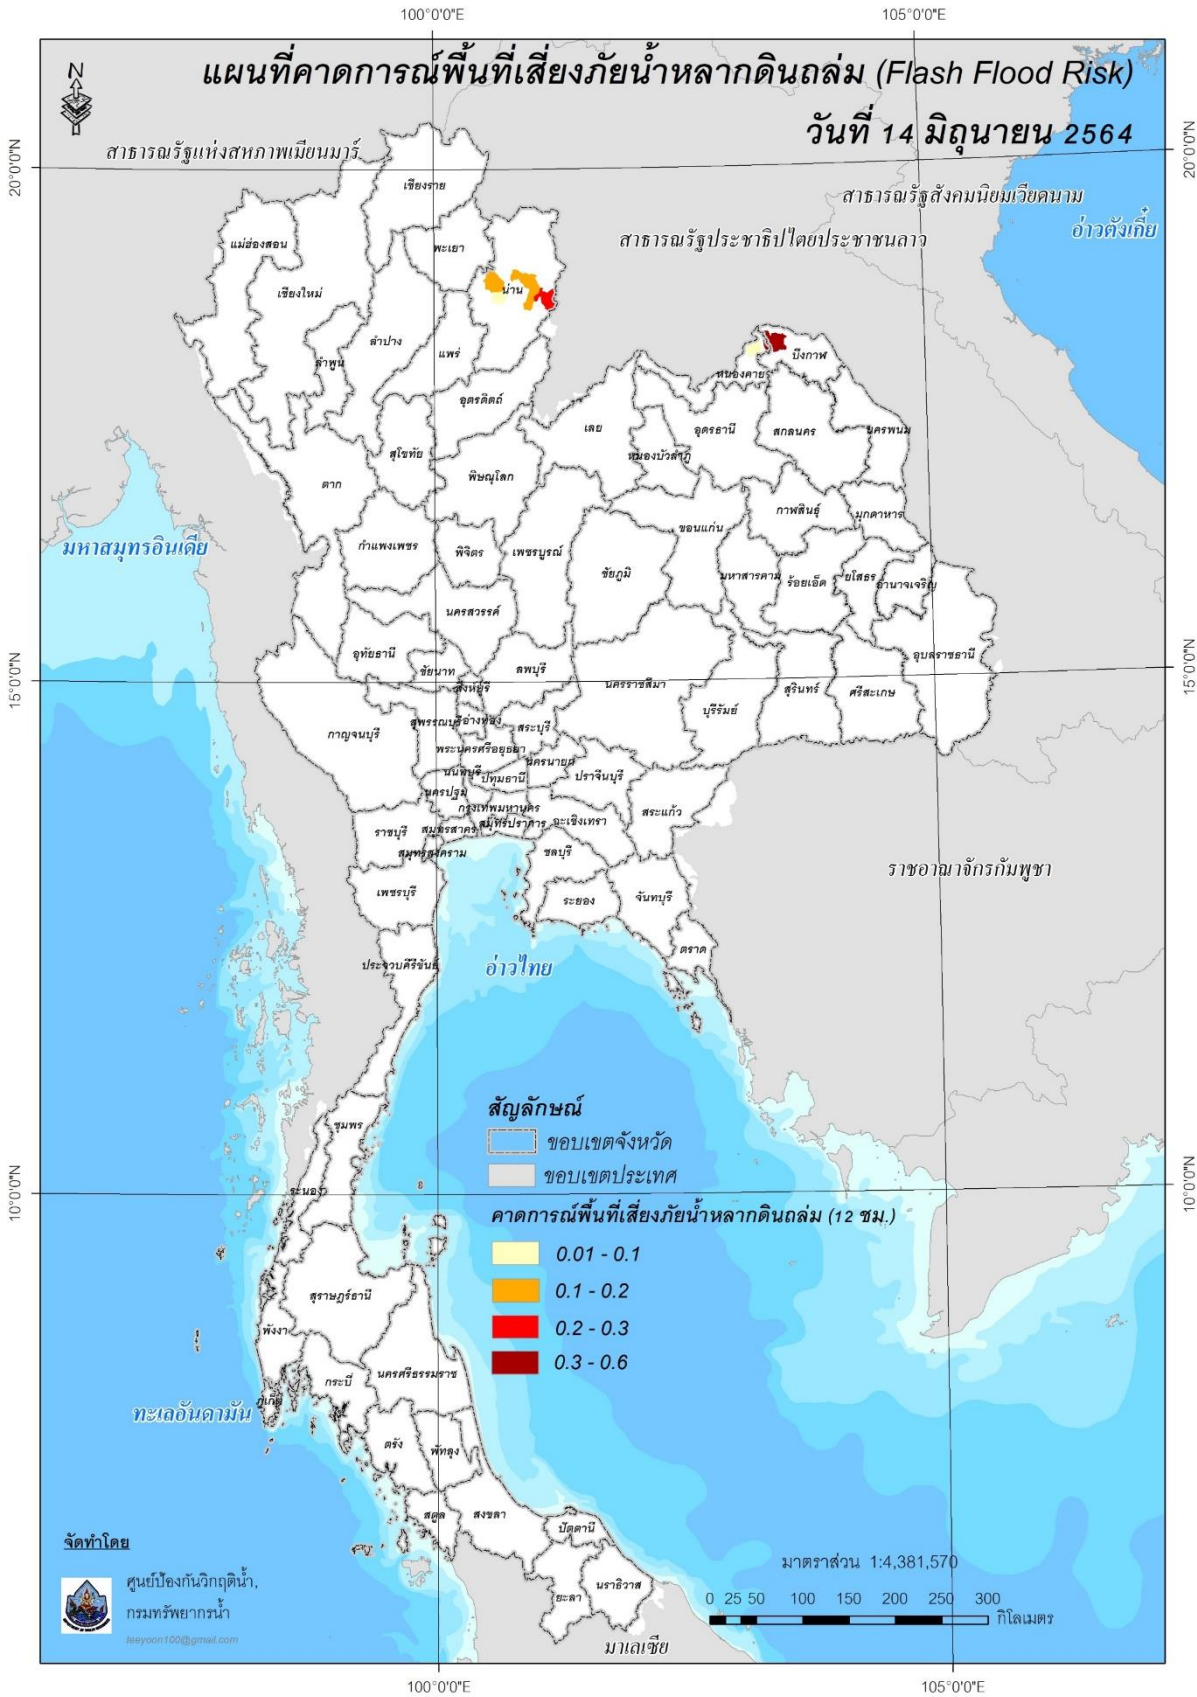 100°0'0"E
105°0'0"E
แผนที่คาดการณ์พื้นที่เสี่ยงภัยน้ำหลากดินถล่ม (Flash Flood Risk)
วันที่ 14 มิถุนายน 2564
N
20°0'0"N
20°0'0"N
สาธารณรัฐแห่งสหภาพเมียนมาร์
สาธารณรัฐสังคมนิยมเวียดนาม
สาธารณรัฐประชาธิปไตยประชาชนลาว
อ่าวตังเกี๋ย
เชียงราย
แม่ฮ่องสอน
พะเยา
เชียงใหม่
น่าน
ลำปาง
แพร่
ลำพูน
บึงกาฬ
หนองคาย
อุตรดิตถ์
เลย
อุดรธานี
สกลนคร
นครพนม
สุโขทัย
หนองบัวลำภู
ตาก
พิษณุโลก
กาฬสินธุ์
มุกดาหาร
ขอนแก่น
มหาสมุทรอินเดีย
กำแพงเพชร
พิจิตร
เพชรบูรณ์
ชัยภูมิ
มหาสารคาม
ร้อยเอ็ด
ยโสธร
อำนาจเจริญ
นครสวรรค์
อุทัยธานี
ชัยนาท
ลพบุรี
นครราชสีมา
อุบลราชธานี
15°0'0"N
15°0'0"N
สิงห์บุรี
สุรินทร์
ศรีสะเกษ
บุรีรัมย์
กาญจนบุรี
สุพรรณบุรี
อ่างทอง
สระบุรี
พระนครศรีอยุธยา
นครนายก
นนทบุรี
ปทุมธานี
ปราจีนบุรี
นครปฐม
กรุงเทพมหานคร
สระแก้ว
ราชบุรี
สมุทรสาคร
สมุทรปราการ
ฉะเชิงเทรา
สมุทรสงคราม
ชลบุรี
ราชอาณาจักรกัมพูชา
เพชรบุรี
ระยอง
จันทบุรี
ตราด
ประจวบคีรีขันธ์
อ่าวไทย
สัญลักษณ์
ขอบเขตจังหวัด
ขอบเขตประเทศ
ชุมพร
ระนอง
10°0'0"N
10°0'0"N
คาดการณ์พื้นที่เสี่ยงภัยน้ำหลากดินถล่ม (12 ชม.)
0.01 - 0.1
0.1 - 0.2
0.2 - 0.3
0.3 - 0.6
สุราษฎร์ธานี
พังงา
นครศรีธรรมราช
กระบี่
ภูเก็ต
ทะเลอันดามัน
ตรัง
พัทลุง
สตูล
สงขลา
ปัตตานี
นราธิวาส
ยะลา
มาเลเซีย
จัดทำโดย
ศูนย์ป้องกันวิกฤติน้ำ,
กรมทรัพยากรน้ำ
leeyoon100@gmail.com
มาตราส่วน 1:4,381,570
0 25 50 100 150 200 250 300
กิโลเมตร
100°0'0"E
105°0'0"E